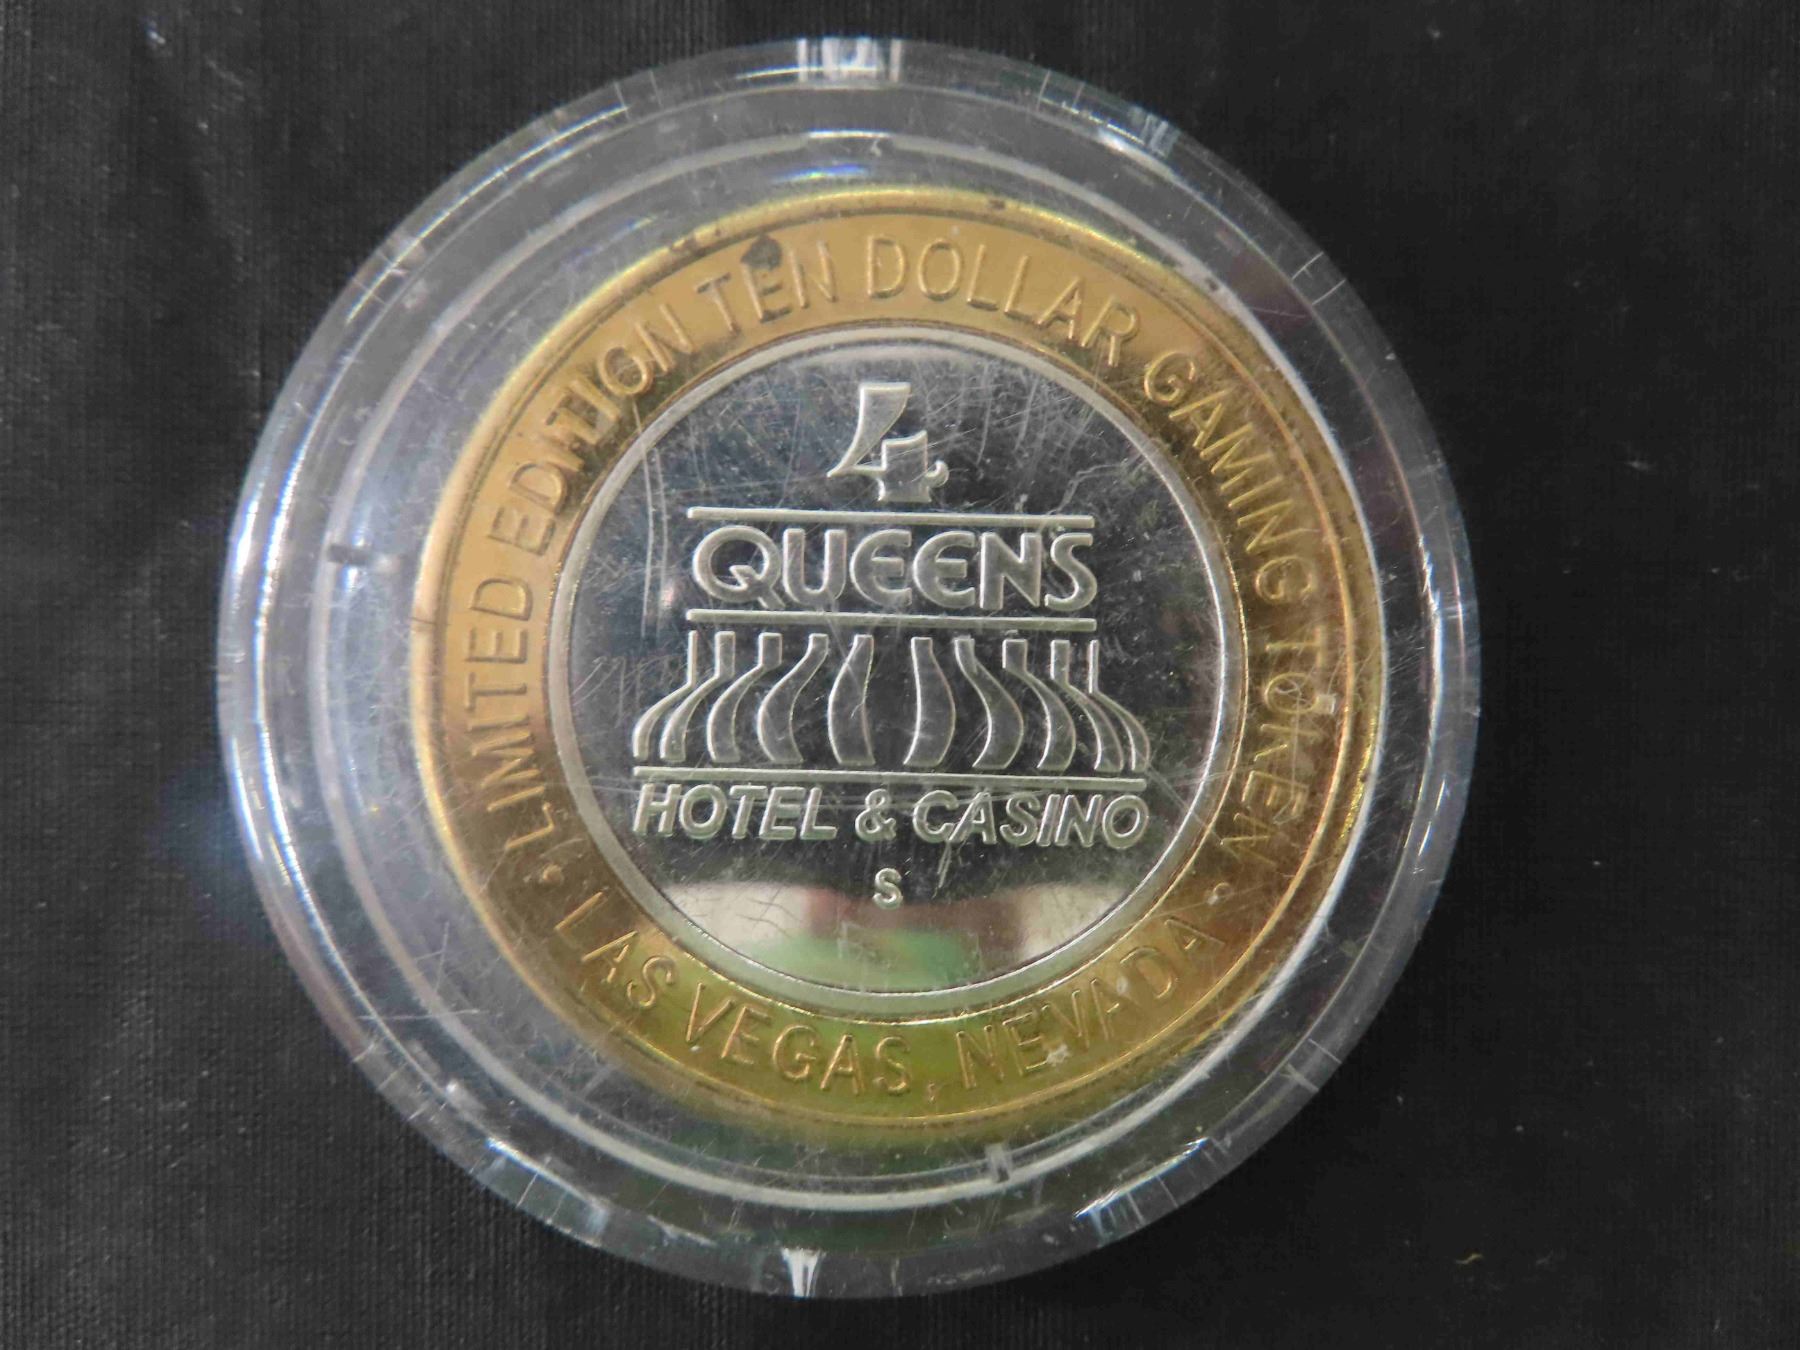 LIMITED EDITION TEN DOLLAR GAMING TOKEN
4
QUEENS
HOTEL & CASINO
S
• LAS VEGAS, NEVADA •